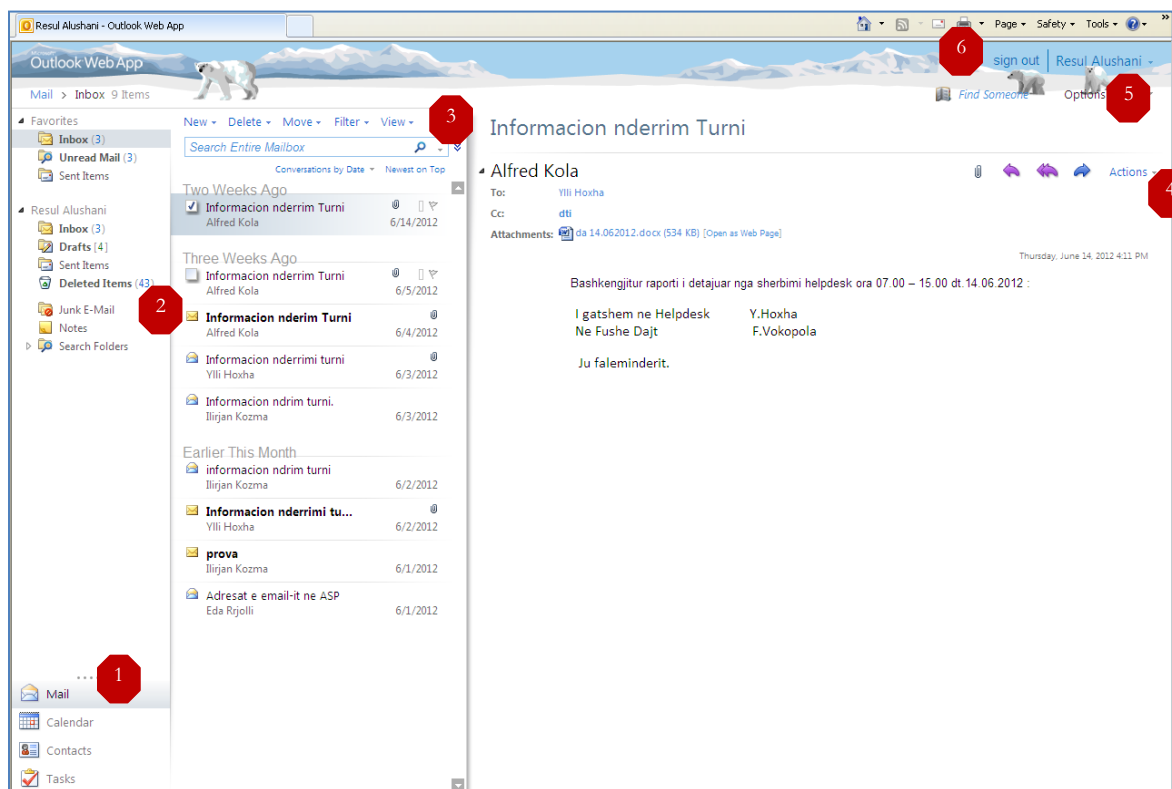 Resul Alushani - Outlook Web App
Page Safety Tools
6
Outlook Web App
sign out Resul Alushani
Mail > Inbox 9 Items
Find Someone Options
5
Favorites
Inbox (3)
Unread Mail (3)
Sent Items
Resul Alushani
Inbox (3)
Drafts [4]
Sent Items
Deleted Items (43)
Junk E-Mail
2
Notes
Search Folders
1
Mail
Calendar
Contacts
Tasks
New Delete Move Filter View
3
Search Entire Mailbox
Conversations by Date Newest on Top
Two Weeks Ago
Informacion nderrim Turni
Alfred Kola 6/14/2012
Three Weeks Ago
Informacion nderrim Turni
Alfred Kola 6/5/2012
Informacion nderim Turni
Alfred Kola 6/4/2012
Informacion nderrimi turni
Ylli Hoxha 6/3/2012
Informacion ndrim turni.
Ilirjan Kozma 6/3/2012
Earlier This Month
informacion ndrim turni
Ilirjan Kozma 6/2/2012
Informacion nderrimi tu...
Ylli Hoxha 6/2/2012
prova
Ilirjan Kozma 6/1/2012
Adresat e email-it ne ASP
Eda Rrjolli 6/1/2012
Informacion nderrim Turni
Alfred Kola
Actions
4
To: Ylli Hoxha
Cc: dti
Attachments: da 14.062012.docx (534 KB) [Open as Web Page]
Thursday, June 14, 2012 4:11 PM
Bashkengjitur raporti i detajuar nga sherbimi helpdesk ora 07.00 – 15.00 dt.14.06.2012 :
I gatshem ne Helpdesk Y.Hoxha
Ne Fushe Dajt F.Vokopola
Ju faleminderit.